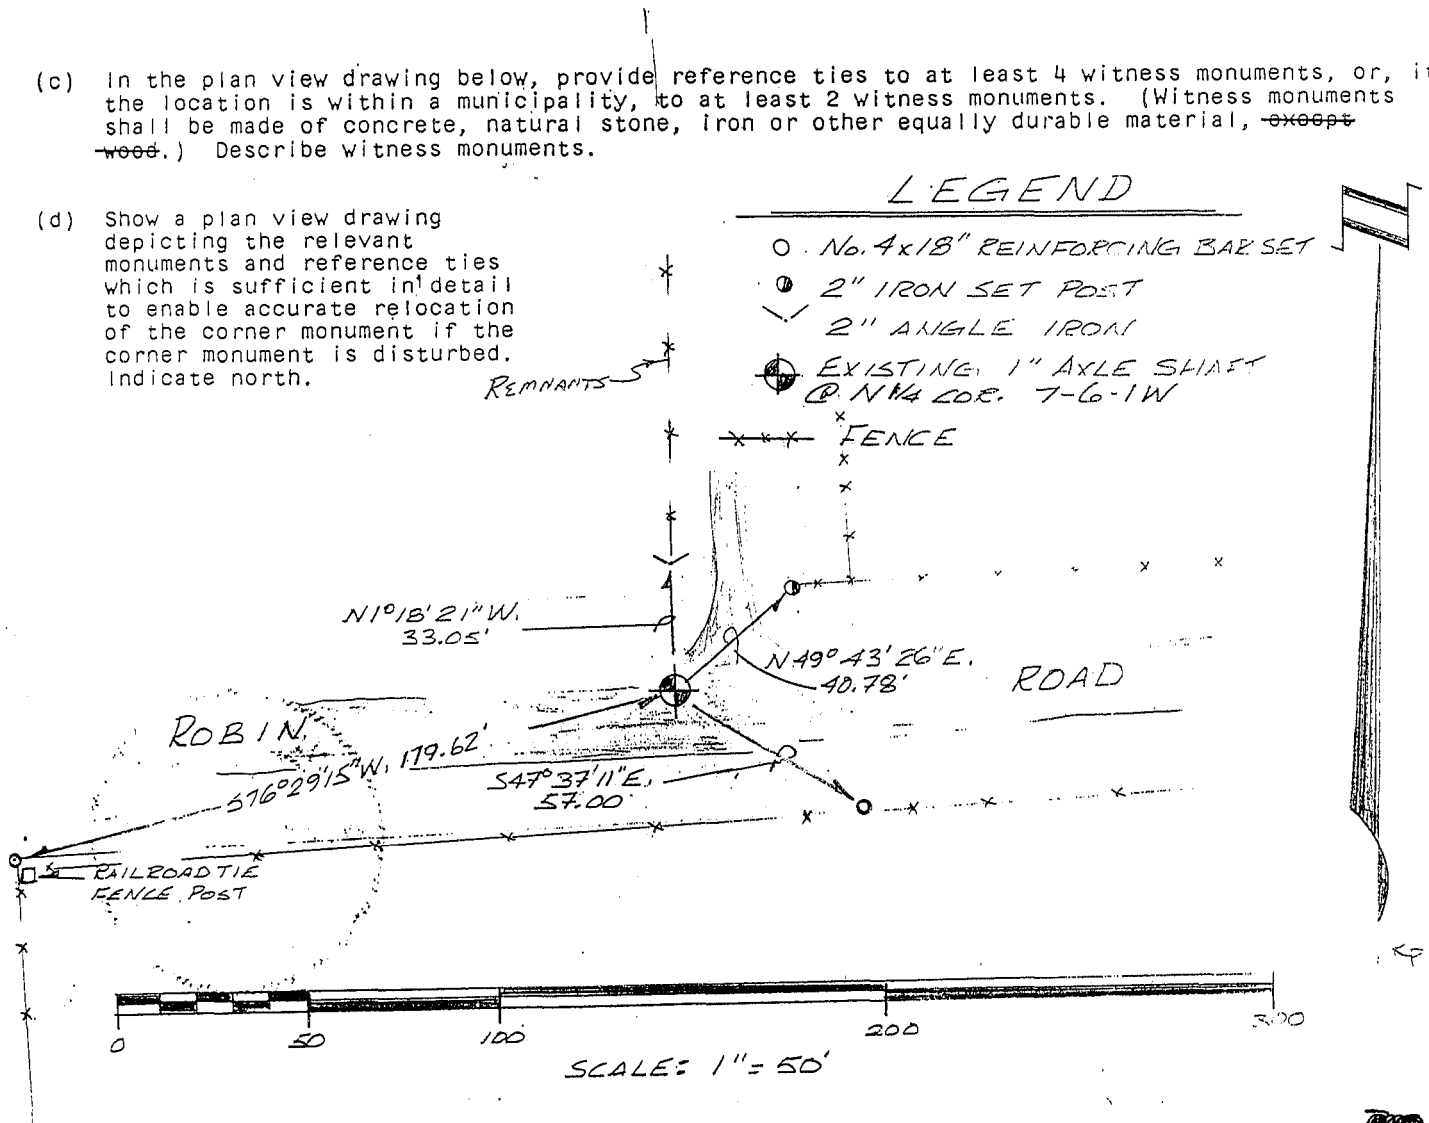 (c) In the plan view drawing below, provide reference ties to at least 4 witness monuments, or,
the location is within a municipality, to at least 2 witness monuments. (Witness monuments
shall be made of concrete, natural stone, iron or other equally durable material, except
wood.) Describe witness monuments.
(d) Show a plan view drawing
depicting the relevant
monuments and reference ties
which is sufficient in detail
to enable accurate relocation
of the corner monument if the
corner monument is disturbed.
Indicate north.
LEGEND
No. 4x18" REINFORCING BAR SET
2" IRON SET POST
2" ANGLE IRON
EXISTING 1" AXLE SHAFT
@ N 1/4 COR. 7-6-1W
FENCE
REMNANTS
N1°18'21"W.
33.05'
N49°43'26"E.
40.78'
ROAD
ROBIN
S76°29'15"W. 179.62'
S47°37'11"E.
57.00'
RAILROAD TIE
FENCE POST
0 50 100 200 300
SCALE: 1"=50'